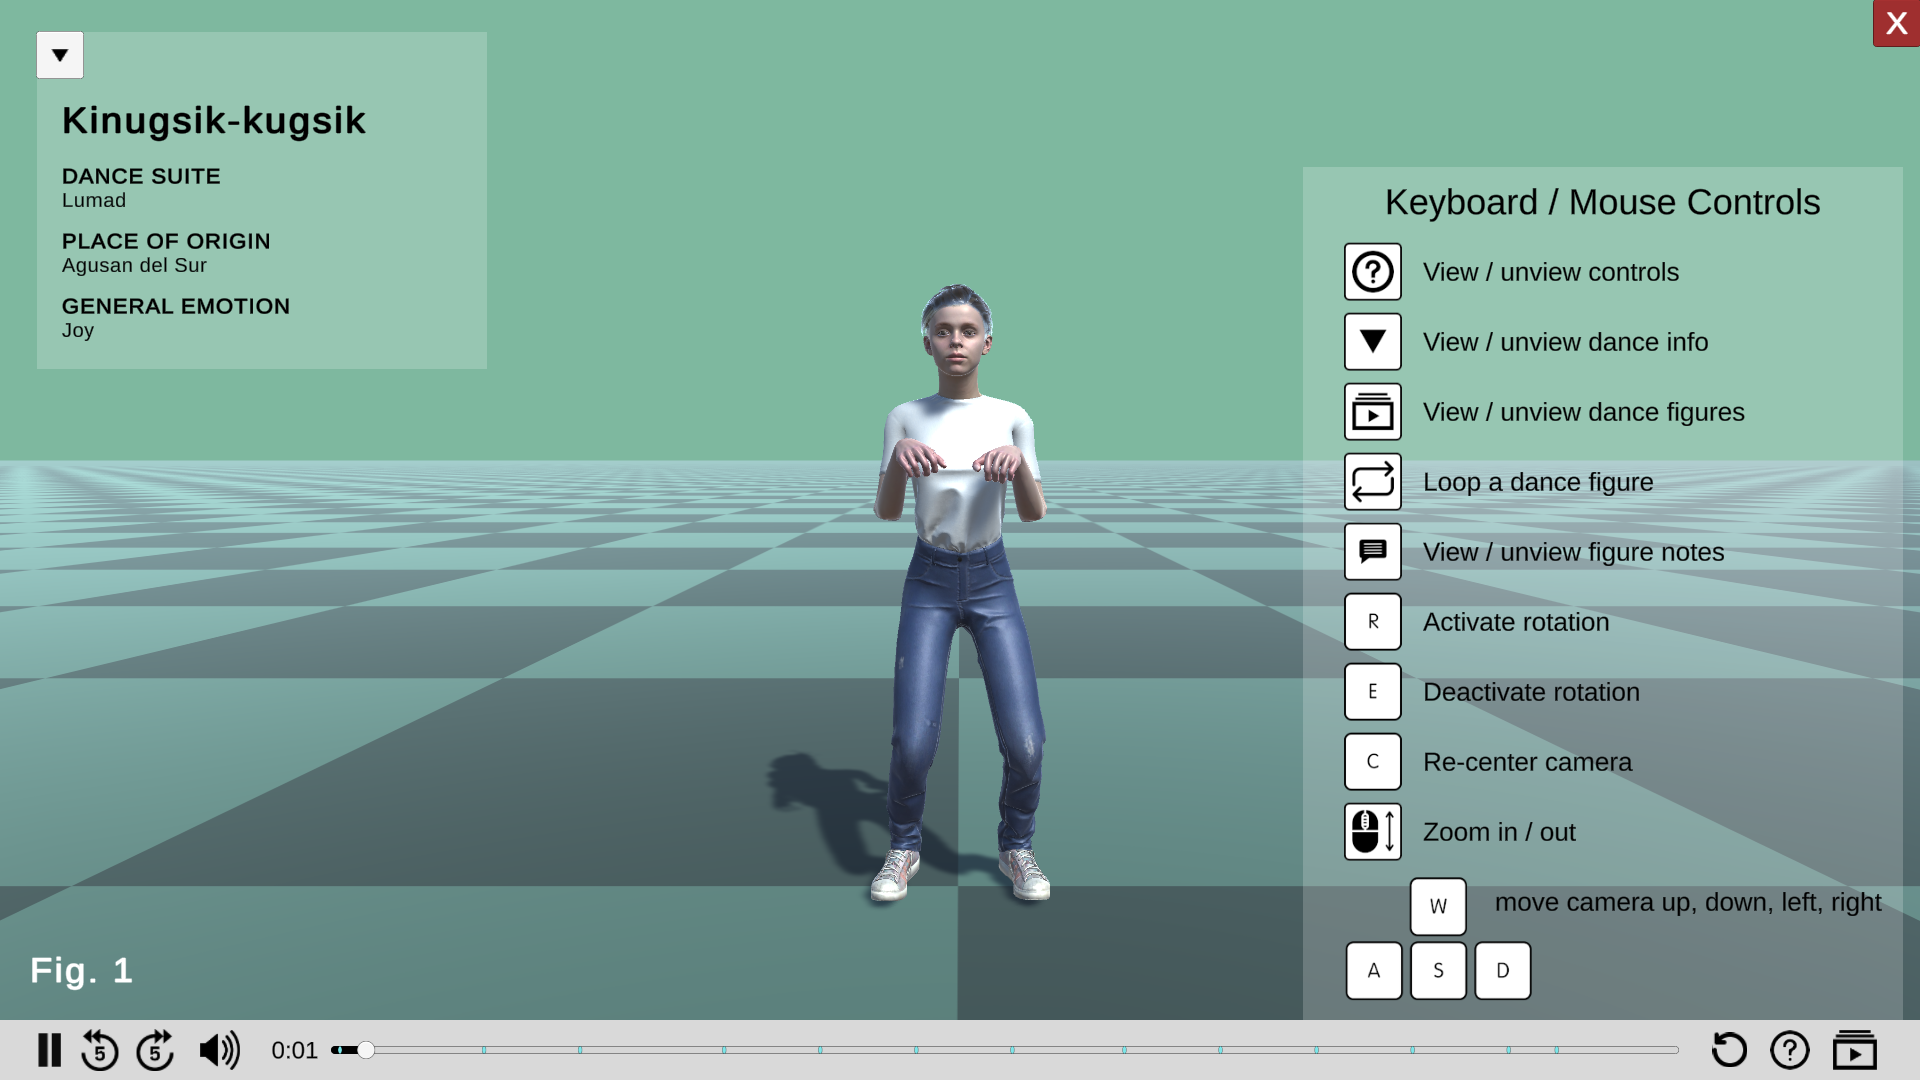 X
Kinugsik-kugsik
DANCE SUITE
Lumad
PLACE OF ORIGIN
Agusan del Sur
GENERAL EMOTION
Joy
Keyboard / Mouse Controls
? View / unview controls
View / unview dance info
View / unview dance figures
Loop a dance figure
View / unview figure notes
R Activate rotation
E Deactivate rotation
C Re-center camera
Zoom in / out
W move camera up, down, left, right
A S D
Fig. 1
5 5 0:01 ?